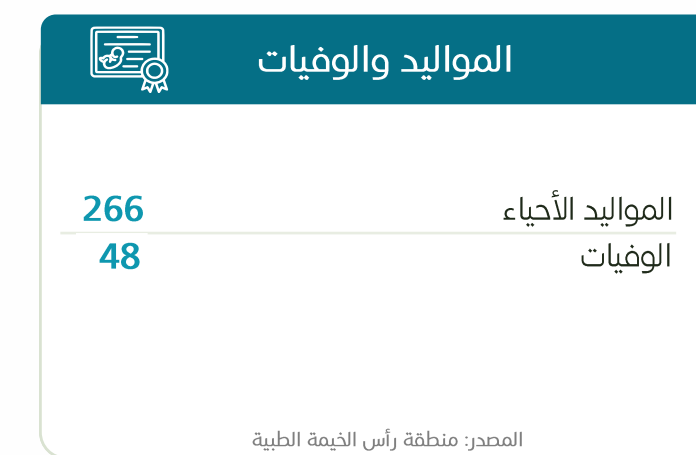 المواليد والوفيات
المواليد الأحياء 266
الوفيات 48
المصدر: منطقة رأس الخيمة الطبية